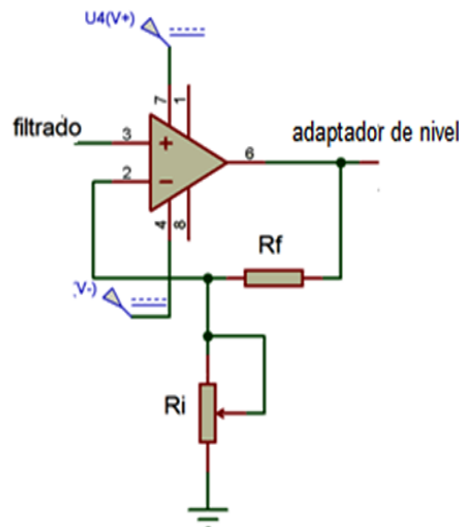 U4(V+)
7
1
filtrado
3
+
6
adaptador de nivel
2
-
4
8
Rf
(V-)
Ri